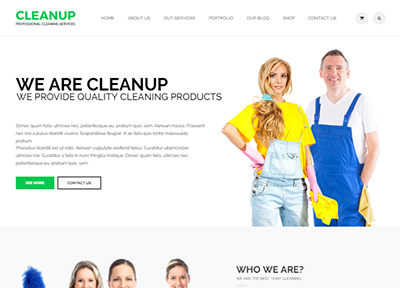 CLEANUP
PROFESSIONAL CLEANING SERVICES
HOME ABOUT US OUT SERVICES PORTFOLIO OUR BLOG SHOP CONTACT US
WE ARE CLEANUP
WE PROVIDE QUALITY CLEANING PRODUCTS
Donec quam felis, ultricies nec, pellentesque eu, pretium quis, sem. Aenean massa, Praesent
nec nisl a purus blandit viverra. Suspendisse feugiat. In ac felis quis tortor malesuada
pretium
Phasellus blandit leo ut odio. Aenean vulputate eleifend tellus. Curabitur ullamcorper
ultricies nisi. Curabitur a felis in nunc fringilla tristique. Donec quam felis, ultricies nec,
pellentesque eu, pretium quis, sem
SEE MORE CONTACT US
WHO WE ARE?
WE ARE THE BEST TEAM CLEANING